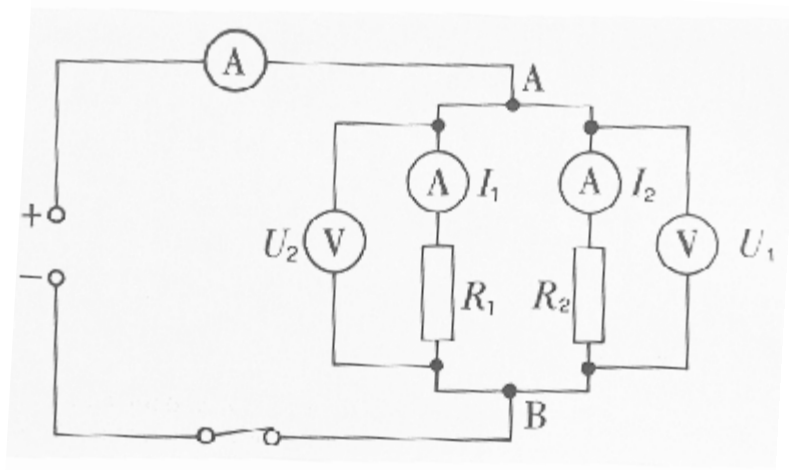 A
A
+
−
A I₁
A I₂
U₂ V
V U₁
R₁
R₂
B